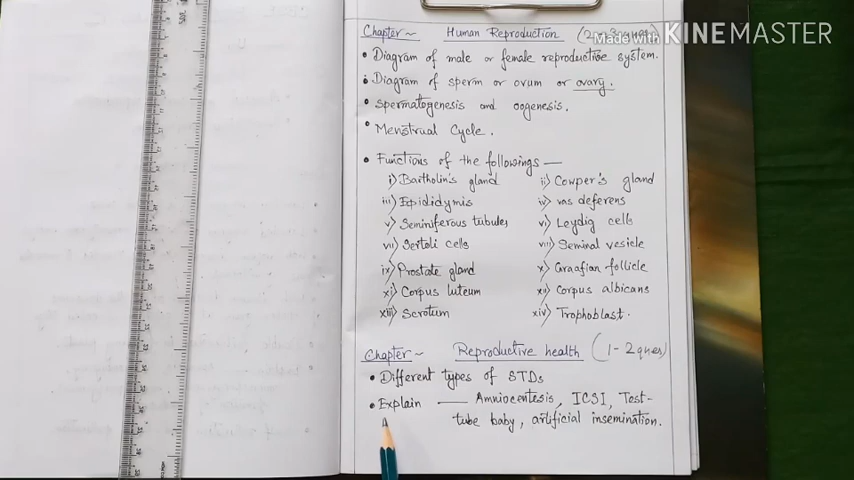 Chapter ~ Human Reproduction
Made with KINEMASTER
• Diagram of male or female reproductive system.
• Diagram of sperm or ovum or ovary.
• Spermatogenesis and oogenesis.
• Menstrual Cycle.
• Functions of the followings —
i) Bartholin's gland ii) Cowper's gland
iii) Epididymis iv) vas deferens
v) Seminiferous tubules vi) Leydig cells
vii) Sertoli cells viii) Seminal vesicle
ix) Prostate gland x) Graafian follicle
xi) Corpus luteum xii) Corpus albicans
xiii) Scrotum xiv) Trophoblast.
Chapter ~ Reproductive health (1-2 ques)
• Different types of STDs
• Explain — Amniocentesis, ICSI, Test-
tube baby, artificial insemination.